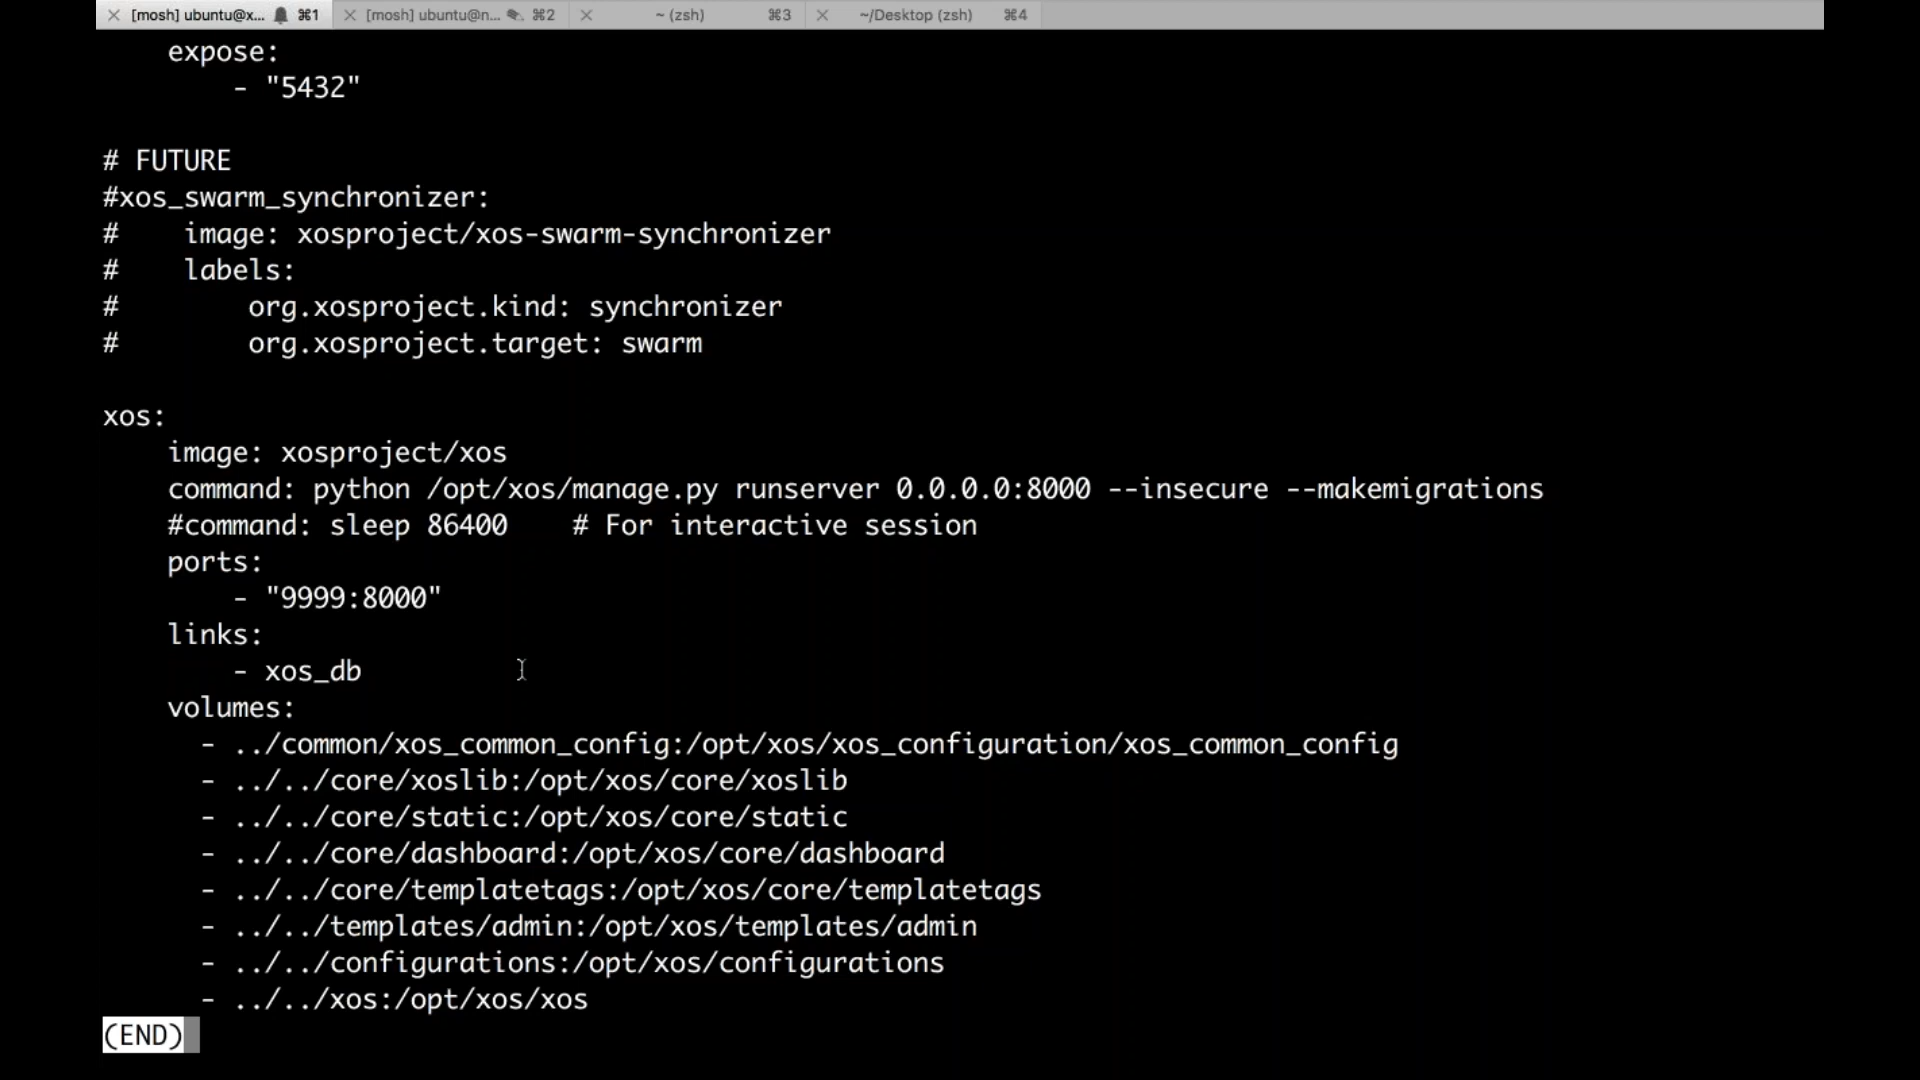 [mosh] ubuntu@x... ⌘1 [mosh] ubuntu@n... ⌘2 ~ (zsh) ⌘3 ~/Desktop (zsh) ⌘4
expose:
- "5432"
# FUTURE
#xos_swarm_synchronizer:
# image: xosproject/xos-swarm-synchronizer
# labels:
# org.xosproject.kind: synchronizer
# org.xosproject.target: swarm
xos:
image: xosproject/xos
command: python /opt/xos/manage.py runserver 0.0.0.0:8000 --insecure --makemigrations
#command: sleep 86400 # For interactive session
ports:
- "9999:8000"
links:
- xos_db
volumes:
- ../common/xos_common_config:/opt/xos/xos_configuration/xos_common_config
- ../../core/xoslib:/opt/xos/core/xoslib
- ../../core/static:/opt/xos/core/static
- ../../core/dashboard:/opt/xos/core/dashboard
- ../../core/templatetags:/opt/xos/core/templatetags
- ../../templates/admin:/opt/xos/templates/admin
- ../../configurations:/opt/xos/configurations
- ../../xos:/opt/xos/xos
(END)